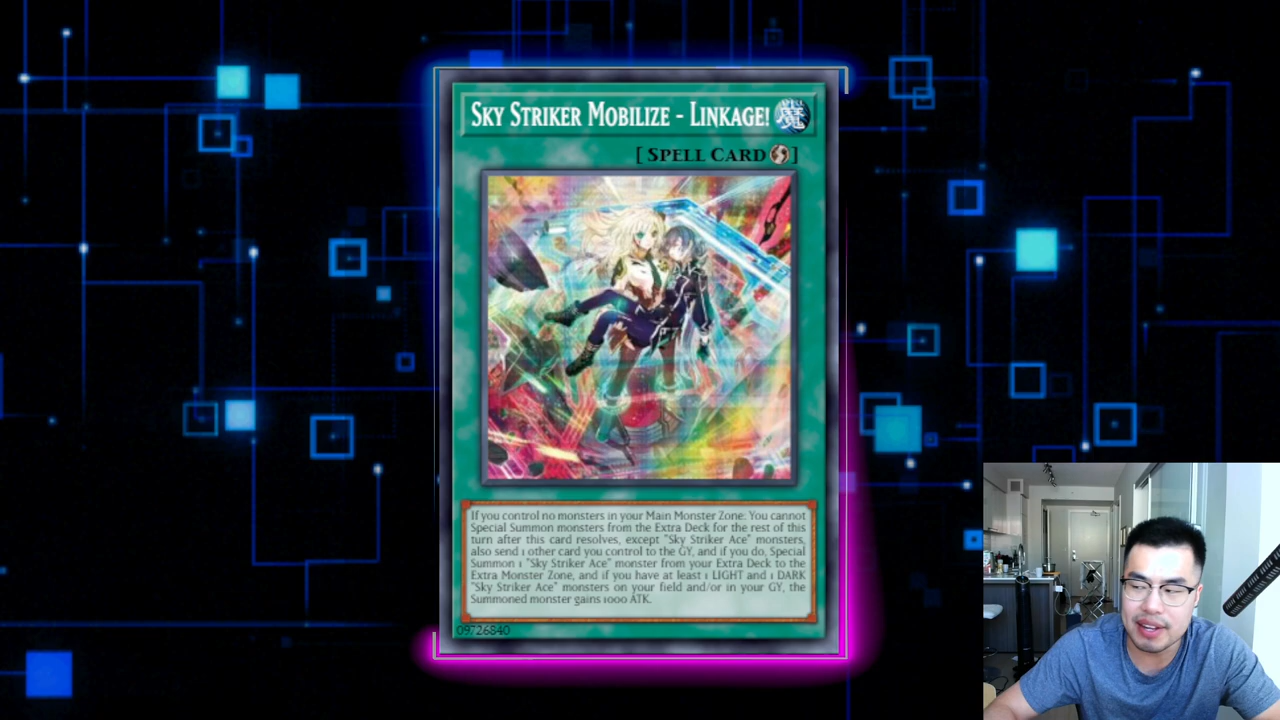 SKY STRIKER MOBILIZE - LINKAGE! 魔
[ SPELL CARD ]
If you control no monsters in your Main Monster Zone: You cannot
Special Summon monsters from the Extra Deck for the rest of this
turn after this card resolves, except "Sky Striker Ace" monsters,
also send 1 other card you control to the GY, and if you do, Special
Summon 1 "Sky Striker Ace" monster from your Extra Deck to the
Extra Monster Zone, and if you have at least 1 LIGHT and 1 DARK
"Sky Striker Ace" monsters on your field and/or in your GY, the
Summoned monster gains 1000 ATK.
09726840